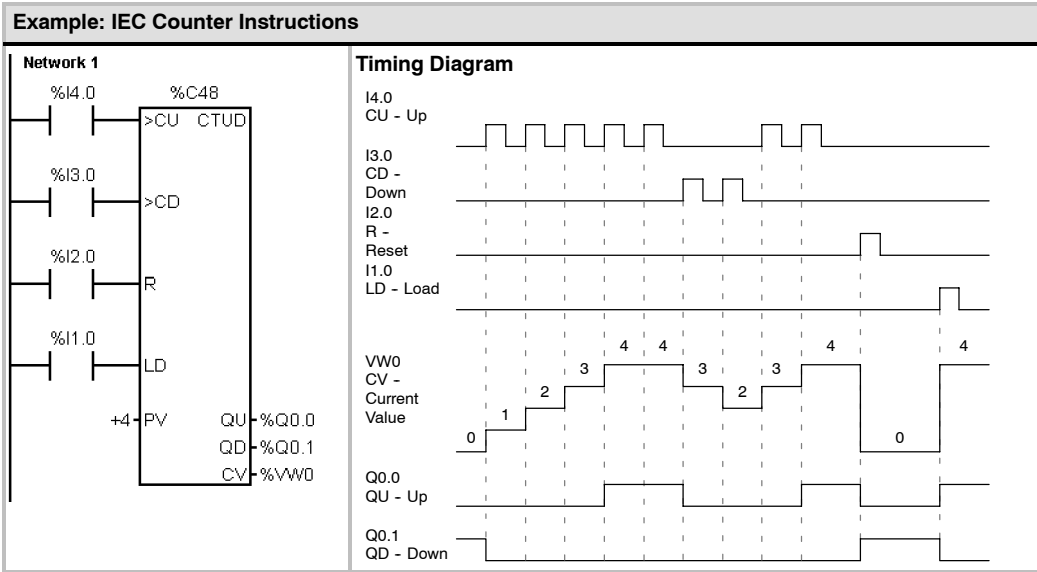 Example: IEC Counter Instructions
Network 1
%I4.0
%C48
>CU CTUD
%I3.0
>CD
%I2.0
R
%I1.0
LD
+4 PV QU %Q0.0
QD %Q0.1
CV %VW0
Timing Diagram
I4.0
CU - Up
I3.0
CD -
Down
I2.0
R -
Reset
I1.0
LD - Load
VW0
CV -
Current
Value
0
1
2
3
4
4
3
2
3
4
0
4
Q0.0
QU - Up
Q0.1
QD - Down